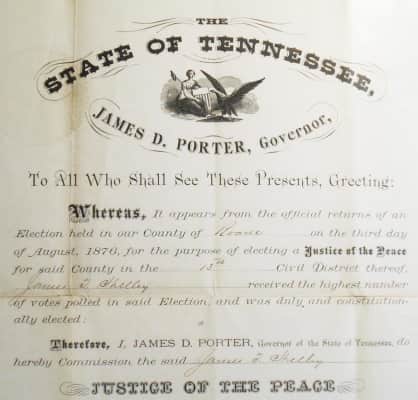 THE
STATE OF TENNESSEE,
JAMES D. PORTER, Governor,
To All Who Shall See These Presents, Greeting:
Whereas, It appears from the official returns of an
Election held in our County of Roane on the third day
of August, 1876, for the purpose of electing a Justice of the Peace
for said County in the 15th Civil District thereof,
James T. Shelley received the highest number
of votes polled in said Election, and was duly and constitution-
ally elected:
Therefore, I, JAMES D. PORTER, Governor of the State of Tennessee, do
hereby Commission the said James T. Shelley
JUSTICE OF THE PEACE